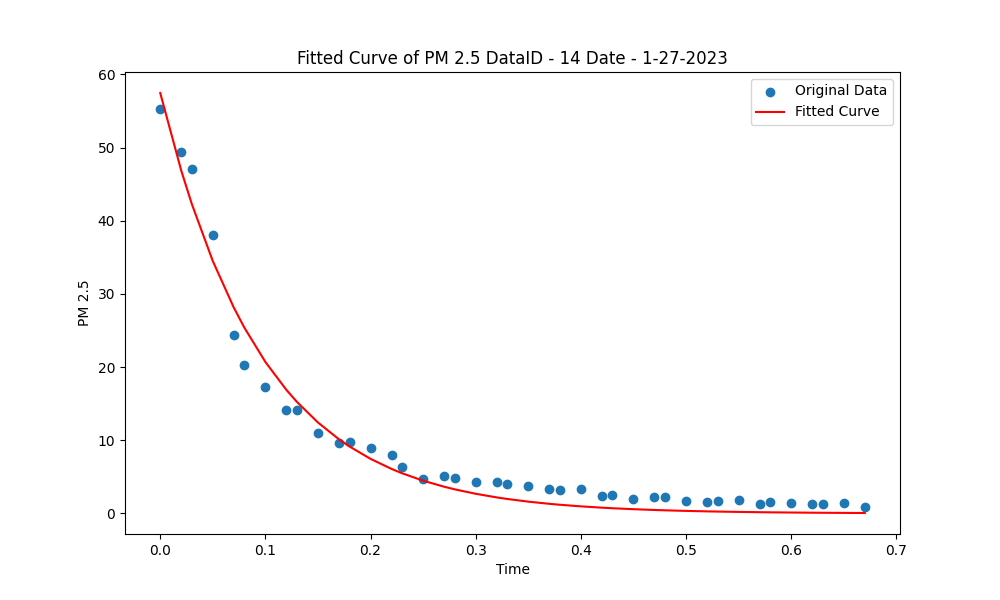 Fitted Curve of PM 2.5 DataID - 14 Date - 1-27-2023
Original Data
Fitted Curve
60
50
40
30
20
10
0
PM 2.5
0.0 0.1 0.2 0.3 0.4 0.5 0.6 0.7
Time